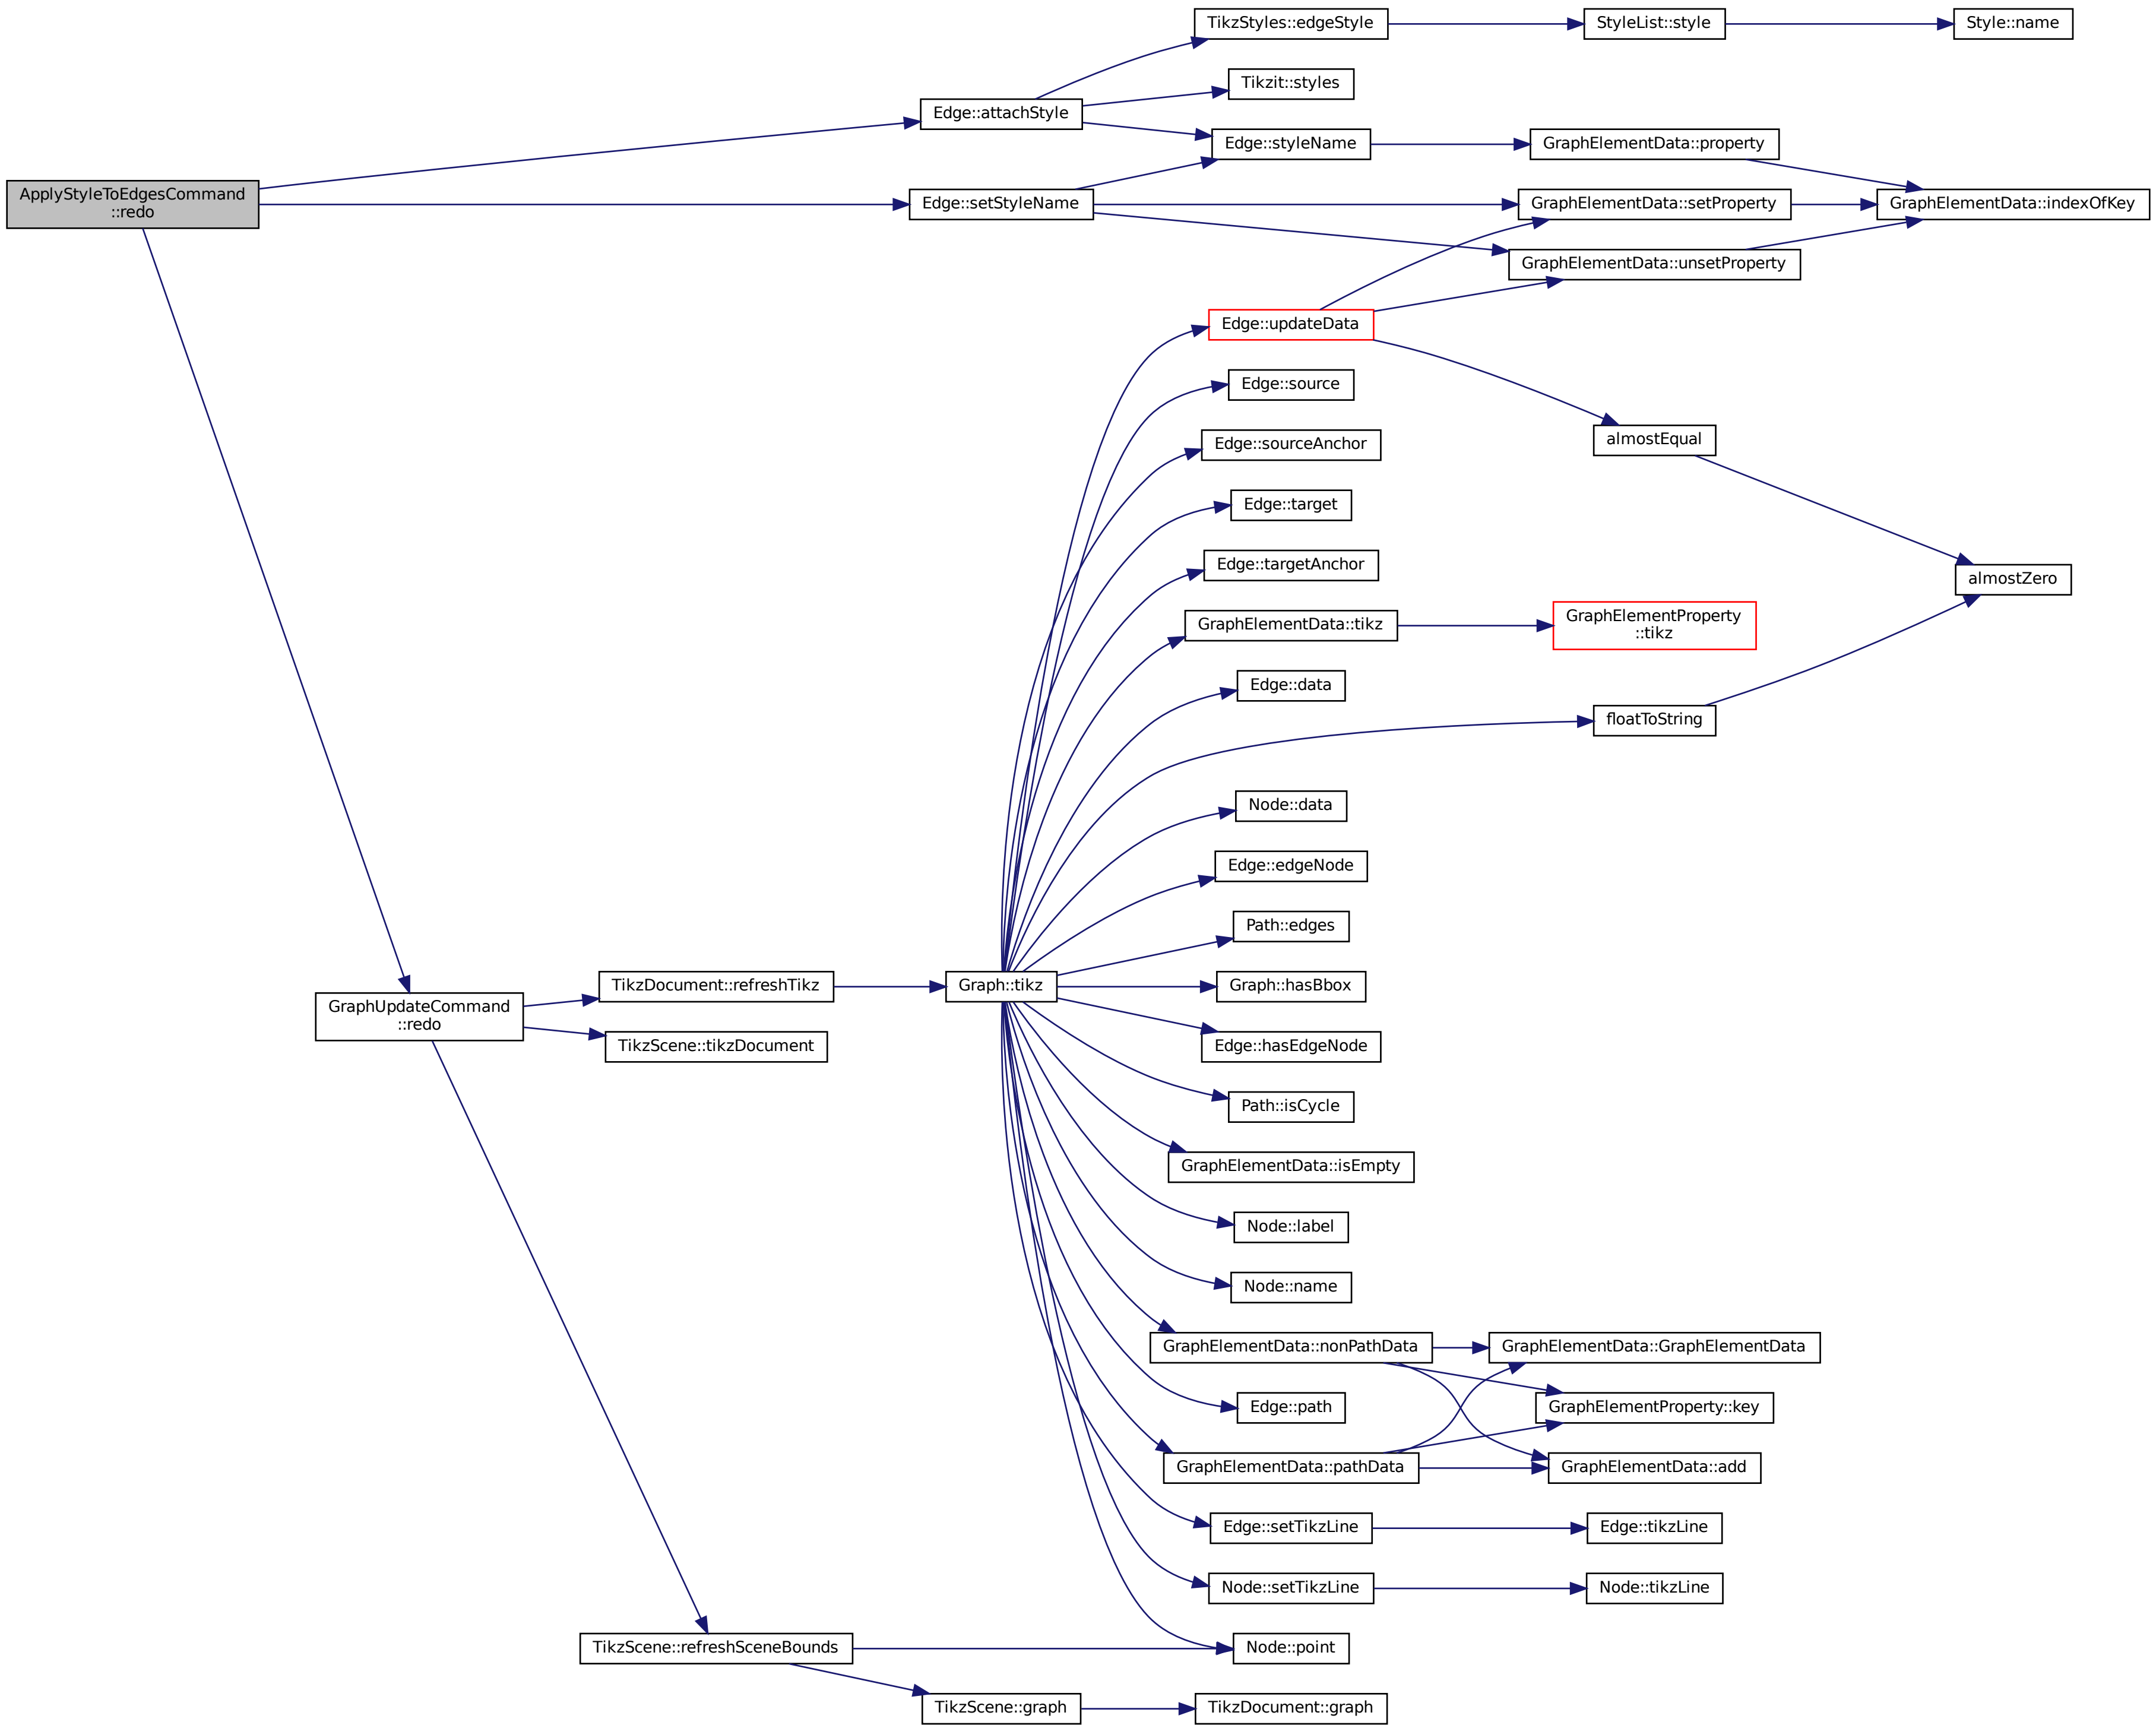 TikzStyles::edgeStyle
StyleList::style
Style::name
Tikzit::styles
Edge::attachStyle
Edge::styleName
GraphElementData::property
ApplyStyleToEdgesCommand
::redo
Edge::setStyleName
GraphElementData::setProperty
GraphElementData::indexOfKey
GraphElementData::unsetProperty
Edge::updateData
Edge::source
Edge::sourceAnchor
almostEqual
Edge::target
Edge::targetAnchor
almostZero
GraphElementData::tikz
GraphElementProperty
::tikz
Edge::data
floatToString
Node::data
Edge::edgeNode
Path::edges
TikzDocument::refreshTikz
Graph::tikz
Graph::hasBbox
GraphUpdateCommand
::redo
TikzScene::tikzDocument
Edge::hasEdgeNode
Path::isCycle
GraphElementData::isEmpty
Node::label
Node::name
GraphElementData::nonPathData
GraphElementData::GraphElementData
Edge::path
GraphElementProperty::key
GraphElementData::pathData
GraphElementData::add
Edge::setTikzLine
Edge::tikzLine
Node::setTikzLine
Node::tikzLine
TikzScene::refreshSceneBounds
Node::point
TikzScene::graph
TikzDocument::graph